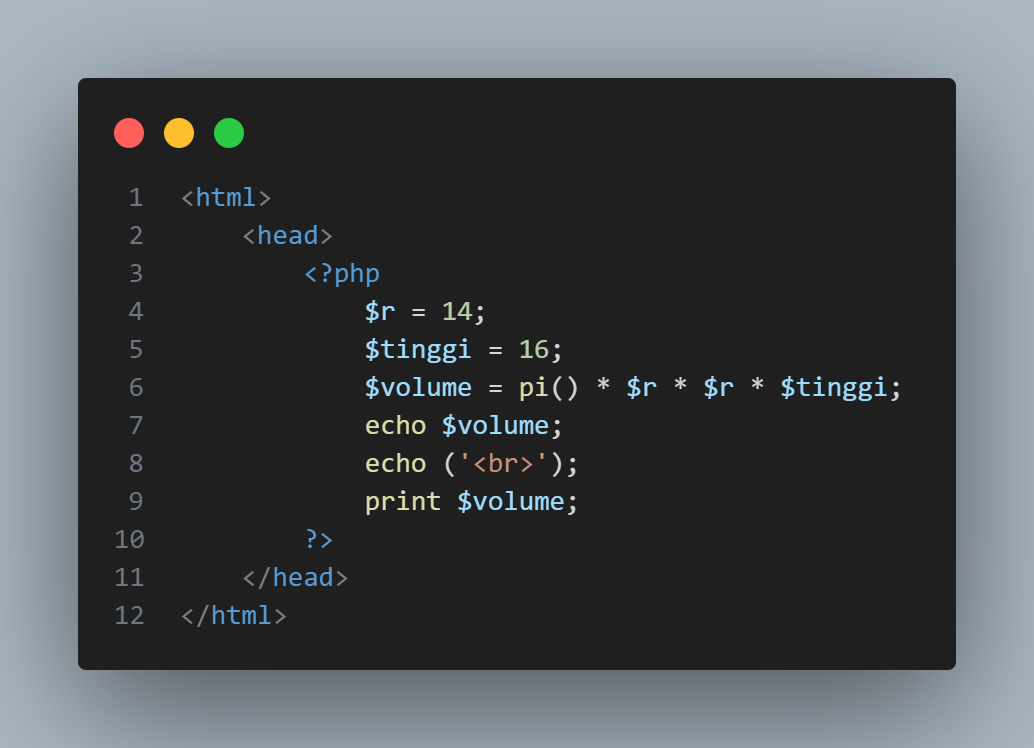 1 <html>
2 <head>
3 <?php
4 $r = 14;
5 $tinggi = 16;
6 $volume = pi() * $r * $r * $tinggi;
7 echo $volume;
8 echo ('<br>');
9 print $volume;
10 ?>
11 </head>
12 </html>